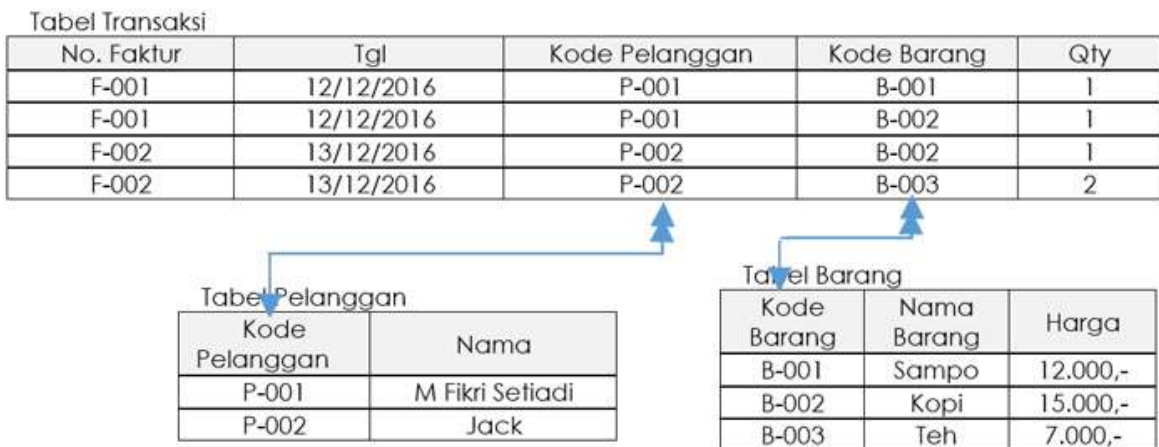 Tabel Transaksi
No. Faktur Tgl Kode Pelanggan Kode Barang Qty
F-001 12/12/2016 P-001 B-001 1
F-001 12/12/2016 P-001 B-002 1
F-002 13/12/2016 P-002 B-002 1
F-002 13/12/2016 P-002 B-003 2
Tabel Pelanggan
Kode Pelanggan Nama
P-001 M Fikri Setiadi
P-002 Jack
Tabel Barang
Kode Barang Nama Barang Harga
B-001 Sampo 12.000,-
B-002 Kopi 15.000,-
B-003 Teh 7.000,-